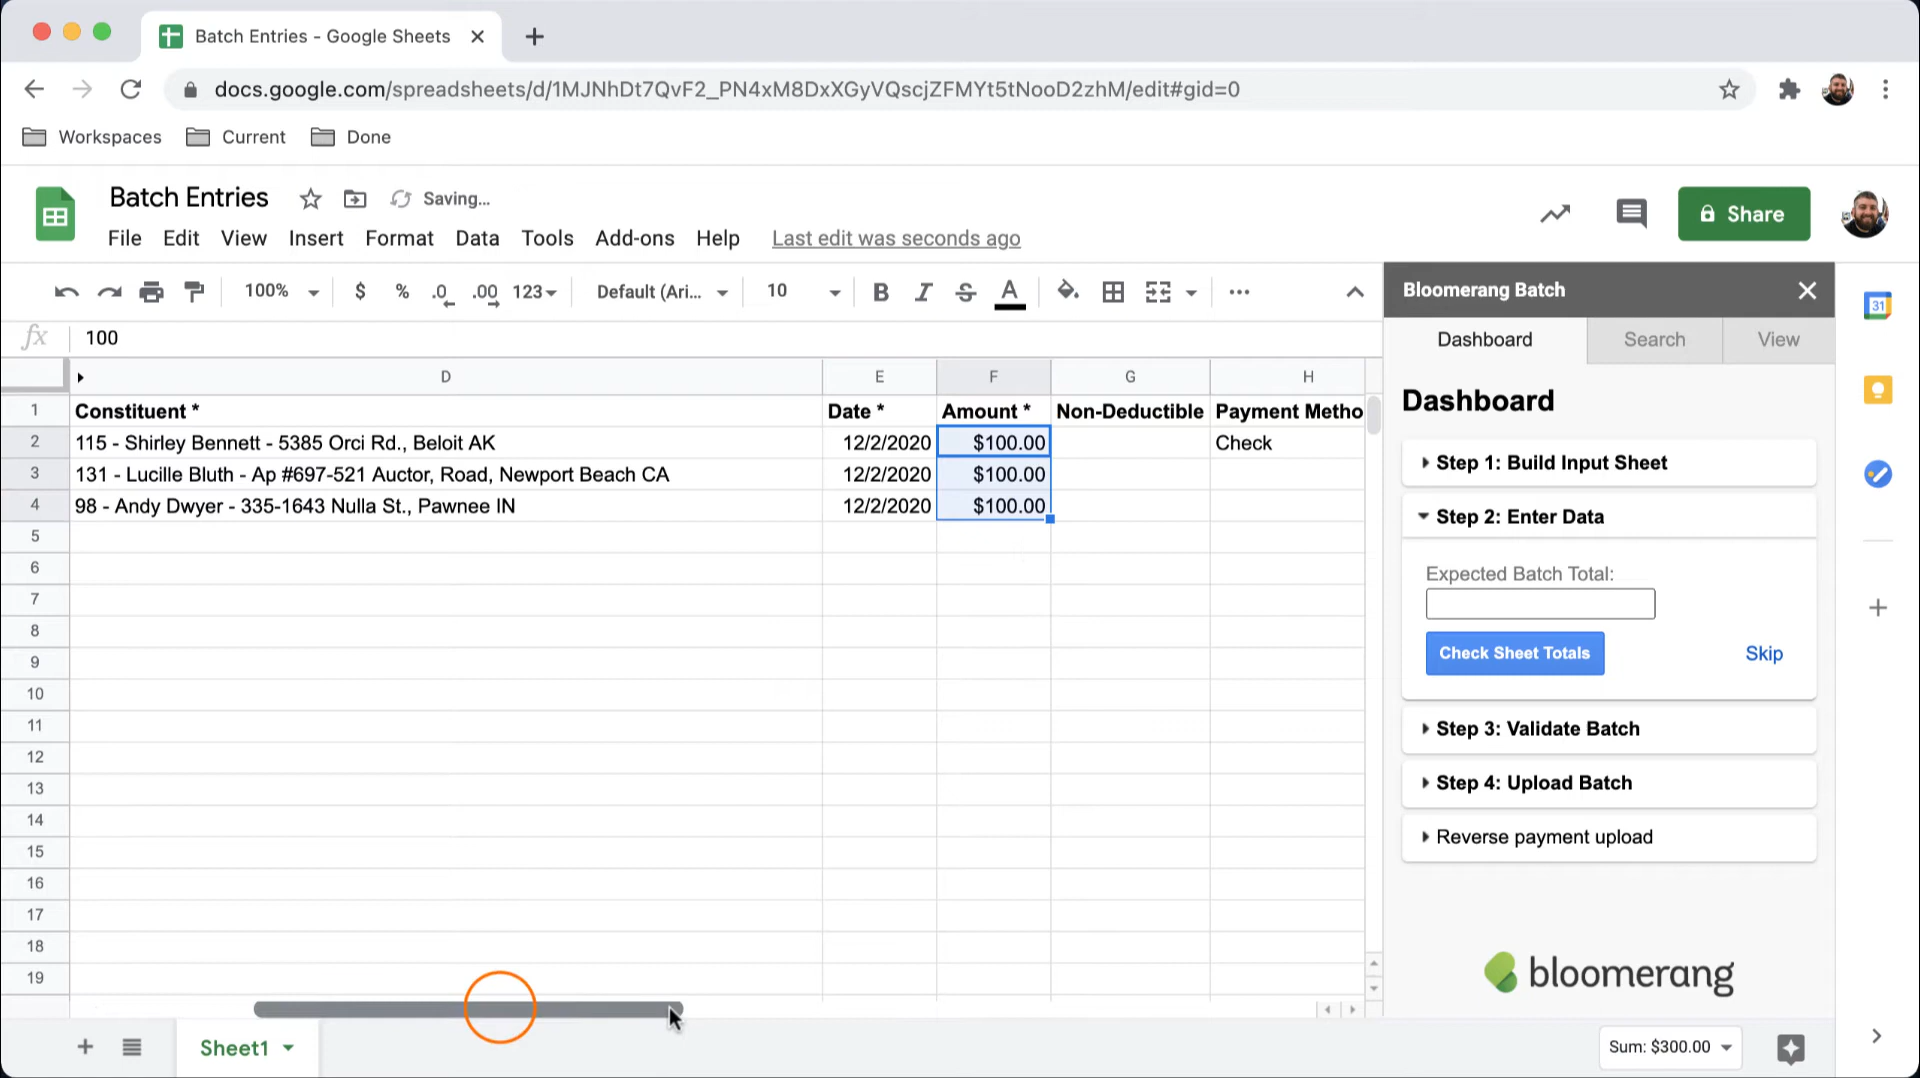 Batch Entries - Google Sheets
docs.google.com/spreadsheets/d/1MJNhDt7QvF2_PN4xM8DxXGyVQscjZFMYt5tNooD2zhM/edit#gid=0
Workspaces Current Done
Batch Entries Saving...
File Edit View Insert Format Data Tools Add-ons Help Last edit was seconds ago
Share
100% $ % .0 .00 123 Default (Ari... 10 B I S A
fx 100
D E F G H
1 Constituent * Date * Amount * Non-Deductible Payment Metho
2 115 - Shirley Bennett - 5385 Orci Rd., Beloit AK 12/2/2020 $100.00 Check
3 131 - Lucille Bluth - Ap #697-521 Auctor, Road, Newport Beach CA 12/2/2020 $100.00
4 98 - Andy Dwyer - 335-1643 Nulla St., Pawnee IN 12/2/2020 $100.00
5
6
7
8
9
10
11
12
13
14
15
16
17
18
19
Sheet1
Sum: $300.00
Bloomerang Batch
Dashboard Search View
Dashboard
Step 1: Build Input Sheet
Step 2: Enter Data
Expected Batch Total:
Check Sheet Totals Skip
Step 3: Validate Batch
Step 4: Upload Batch
Reverse payment upload
bloomerang
31